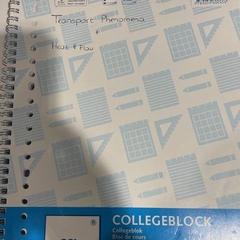 Transport Phenomena
Heat & Flow
COLLEGEBLOCK
Collegeblok
Bloc de cours